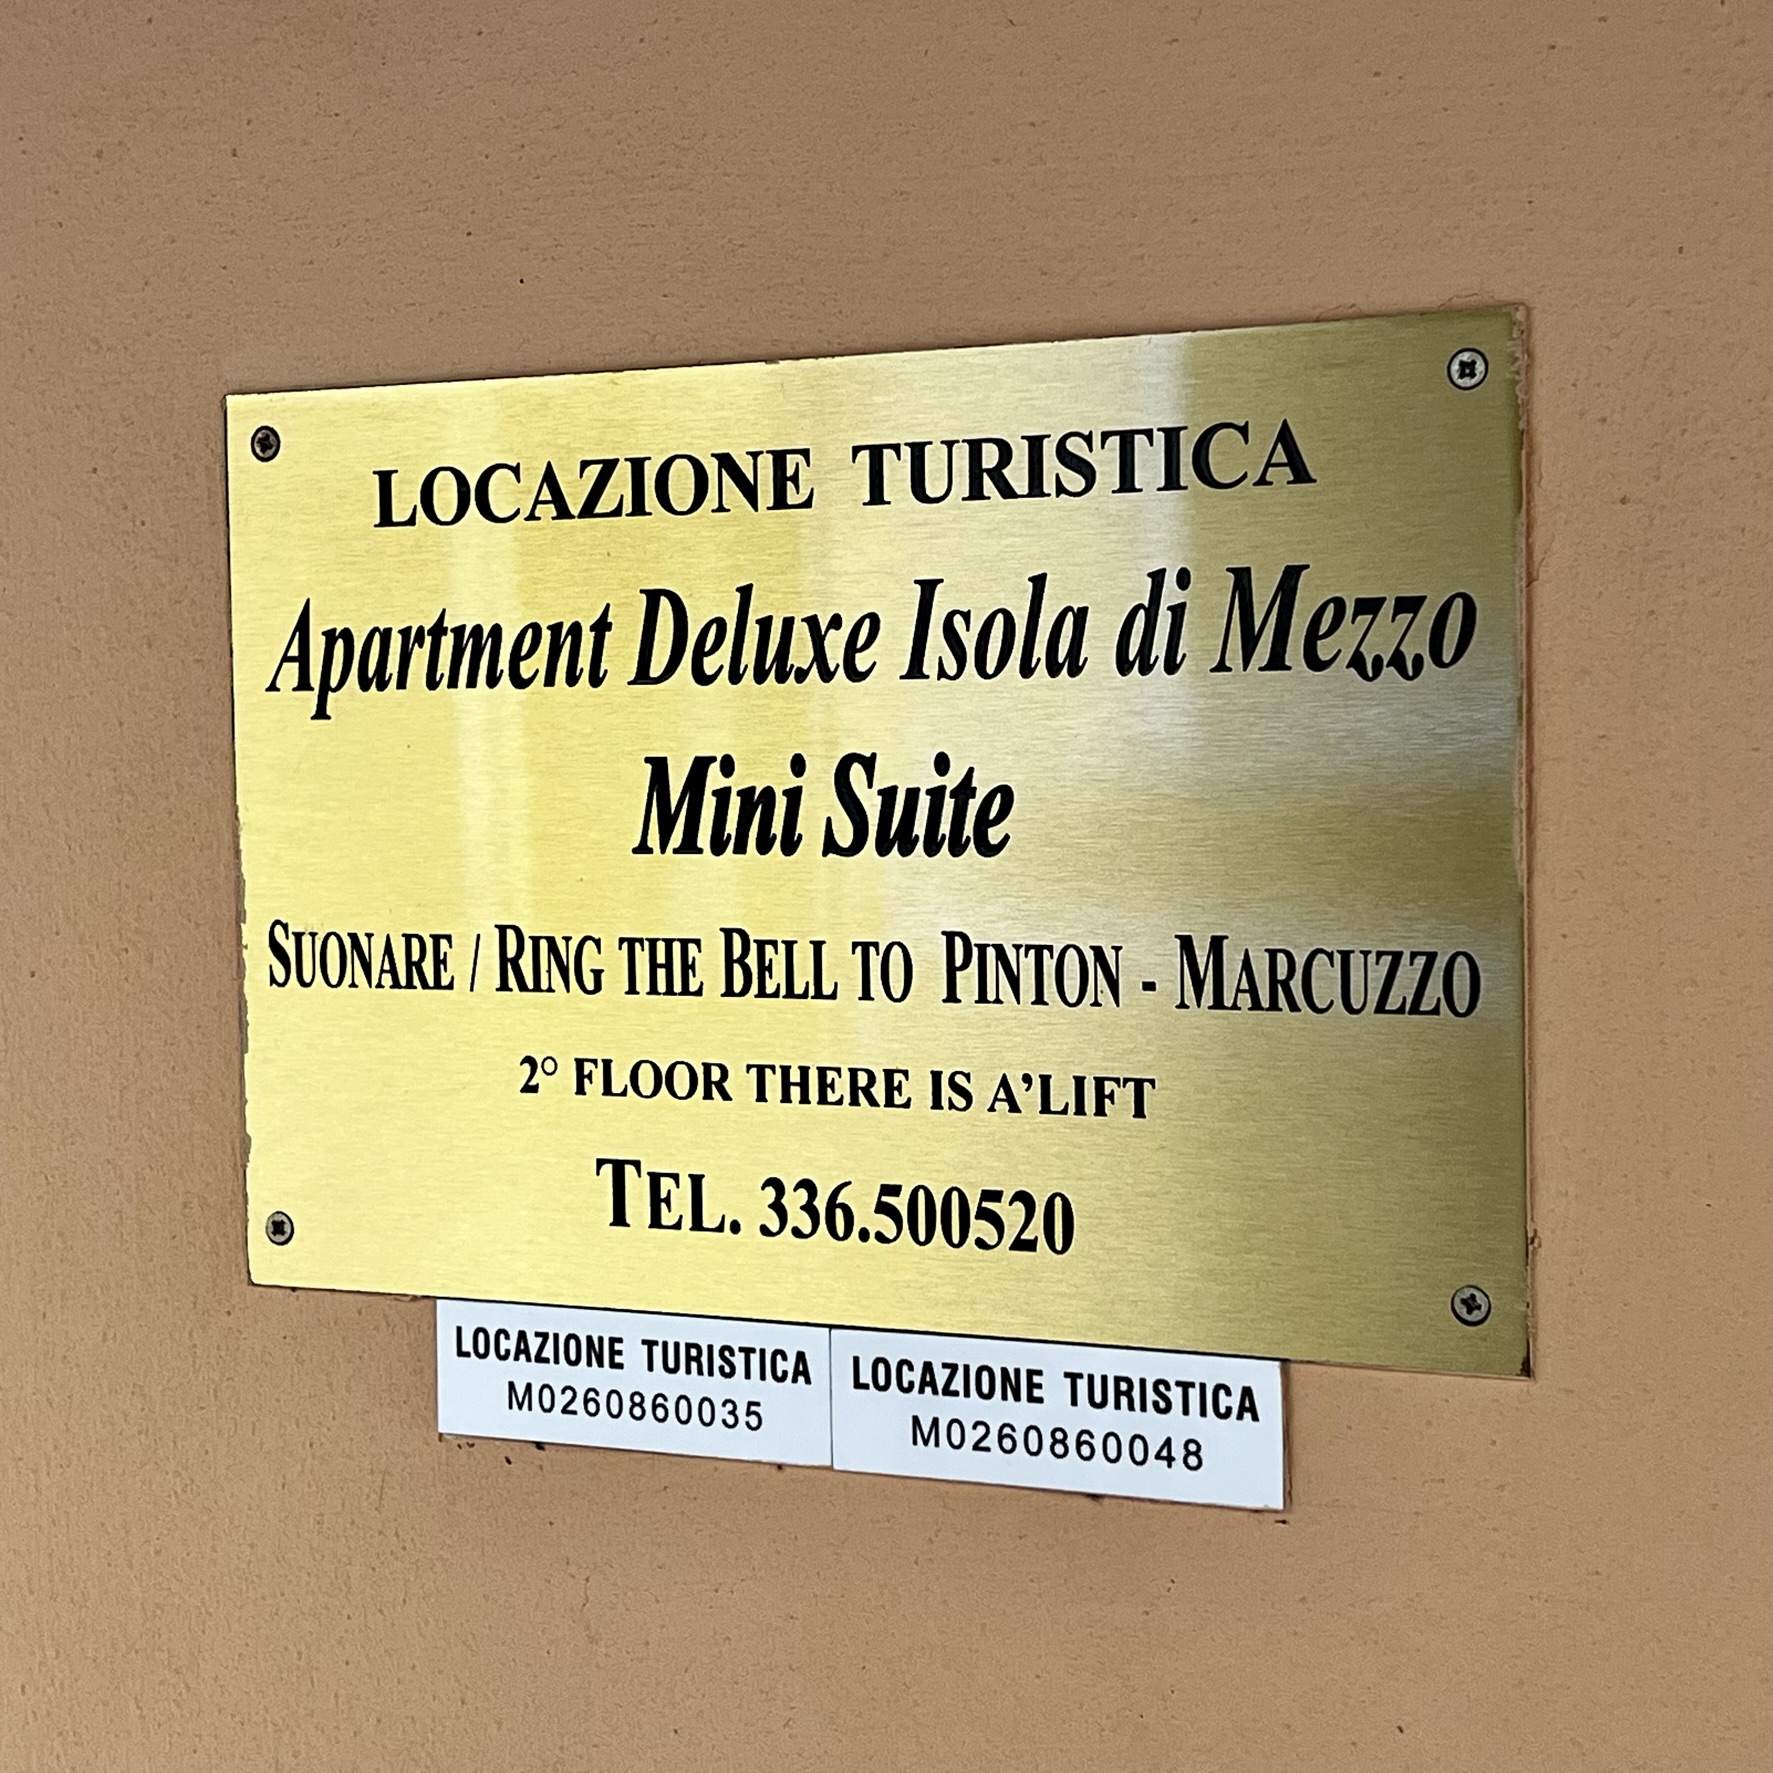 LOCAZIONE TURISTICA
Apartment Deluxe Isola di Mezzo
Mini Suite
SUONARE / RING THE BELL TO PINTON - MARCUZZO
2° FLOOR THERE IS A'LIFT
TEL. 336.500520
LOCAZIONE TURISTICA
M0260860035
LOCAZIONE TURISTICA
M0260860048